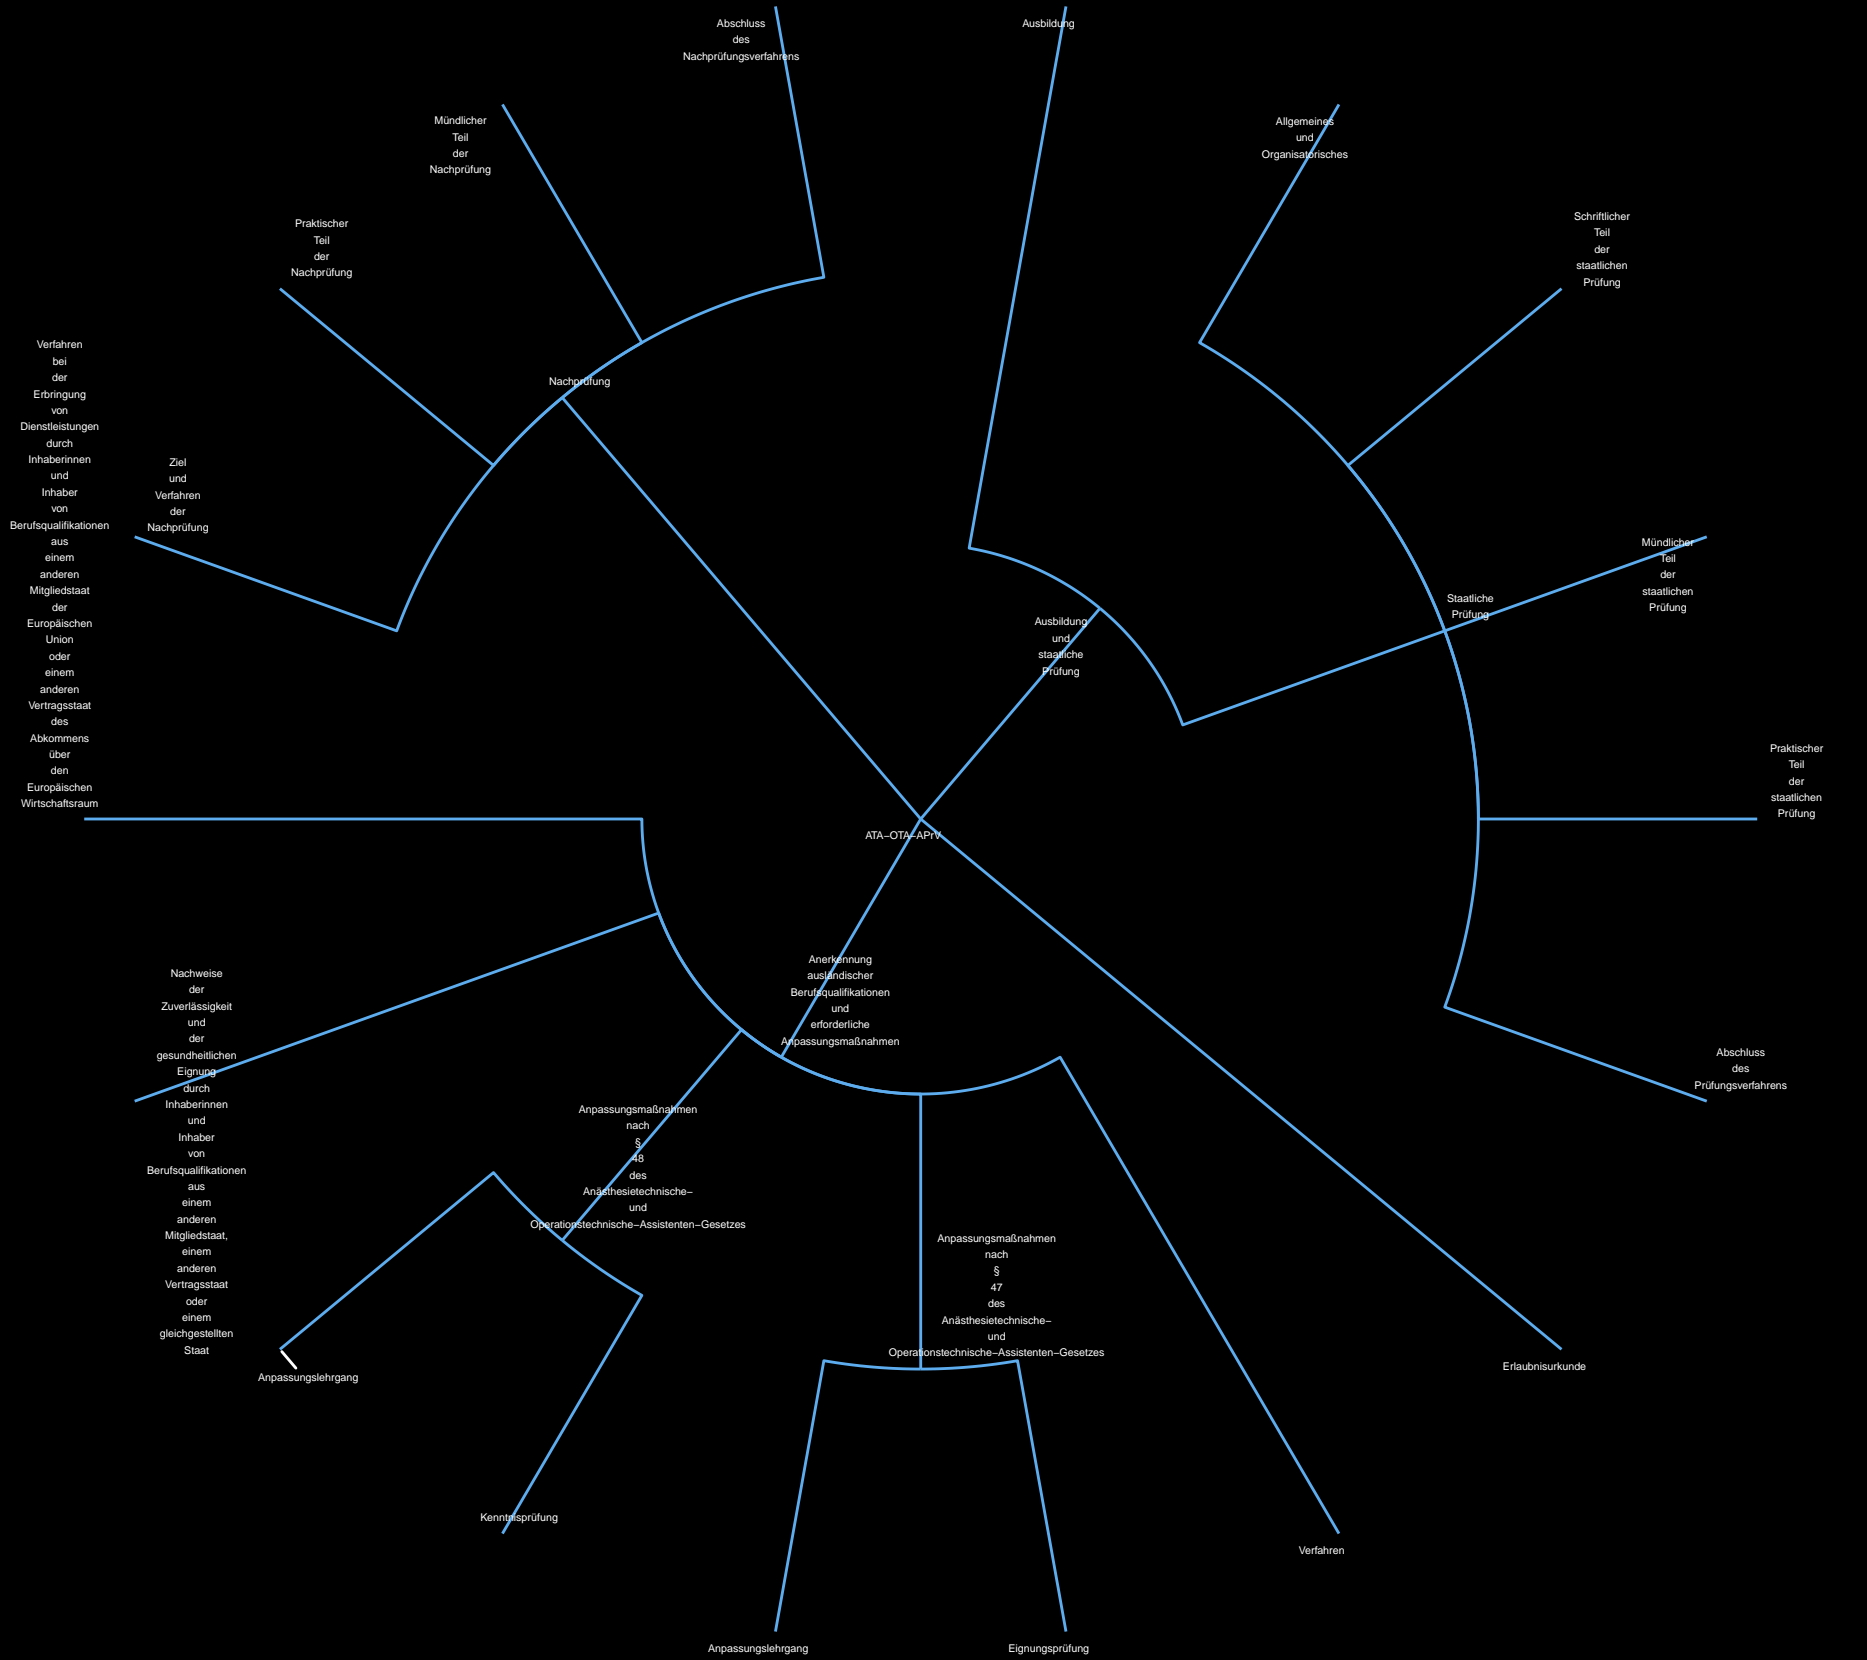 Abschluss
des
Nachprüfungsverfahrens
Ausbildung
Mündlicher
Teil
der
Nachprüfung
Allgemeines
und
Organisatorisches
Praktischer
Teil
der
Nachprüfung
Schriftlicher
Teil
der
staatlichen
Prüfung
Verfahren
bei
der
Erbringung
von
Dienstleistungen
durch
Inhaberinnen
und
Inhaber
von
Berufsqualifikationen
aus
einem
anderen
Mitgliedstaat
der
Europäischen
Union
oder
einem
anderen
Vertragsstaat
des
Abkommens
über
den
Europäischen
Wirtschaftsraum
Nachprüfung
Ziel
und
Verfahren
der
Nachprüfung
Mündlicher
Teil
der
staatlichen
Prüfung
Staatliche
Prüfung
Ausbildung
und
staatliche
Prüfung
Praktischer
Teil
der
staatlichen
Prüfung
ATA–OTA–APrV
Anerkennung
ausländischer
Berufsqualifikationen
und
erforderliche
Anpassungsmaßnahmen
Nachweise
der
Zuverlässigkeit
und
der
gesundheitlichen
Eignung
durch
Inhaberinnen
und
Inhaber
von
Berufsqualifikationen
aus
einem
anderen
Mitgliedstaat,
einem
anderen
Vertragsstaat
oder
einem
gleichgestellten
Staat
Abschluss
des
Prüfungsverfahrens
Anpassungsmaßnahmen
nach
§
48
des
Anästhesietechnische–
und
Operationstechnische–Assistenten–Gesetzes
Anpassungsmaßnahmen
nach
§
47
des
Anästhesietechnische–
und
Operationstechnische–Assistenten–Gesetzes
Erlaubnisurkunde
Anpassungslehrgang
Kenntnisprüfung
Verfahren
Anpassungslehrgang
Eignungsprüfung